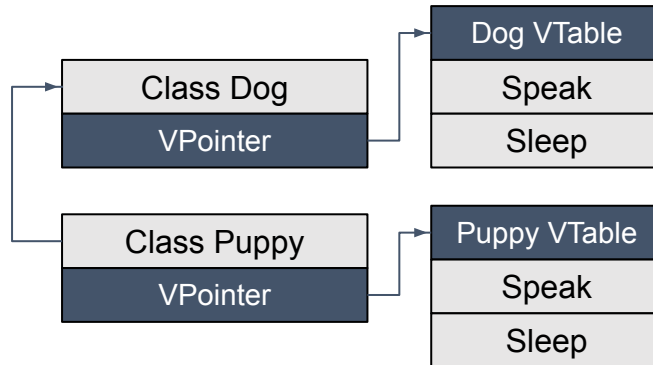 Class Dog
VPointer
Dog VTable
Speak
Sleep
Class Puppy
VPointer
Puppy VTable
Speak
Sleep